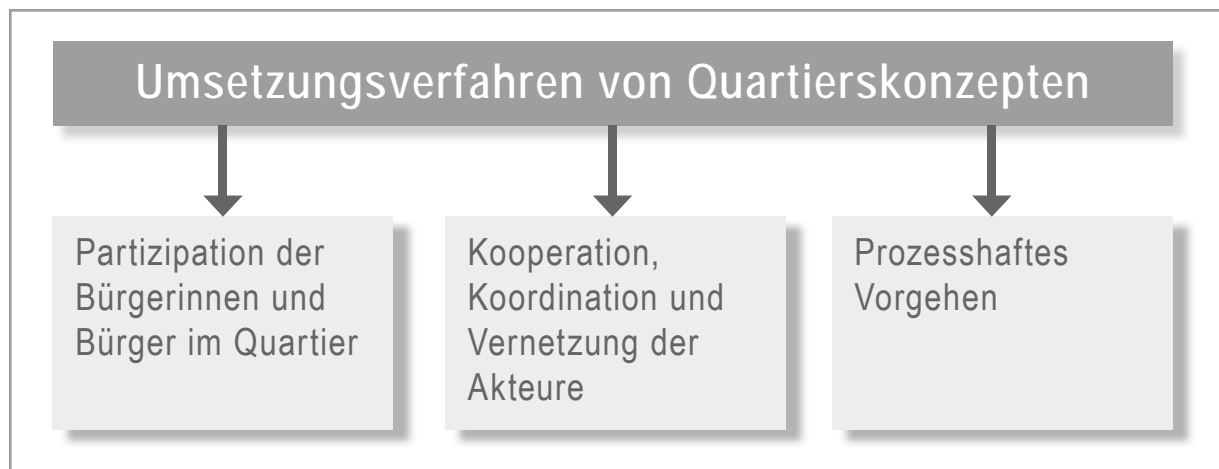 Umsetzungsverfahren von Quartierskonzepten
Partizipation der
Bürgerinnen und
Bürger im Quartier
Kooperation,
Koordination und
Vernetzung der
Akteure
Prozesshaftes
Vorgehen